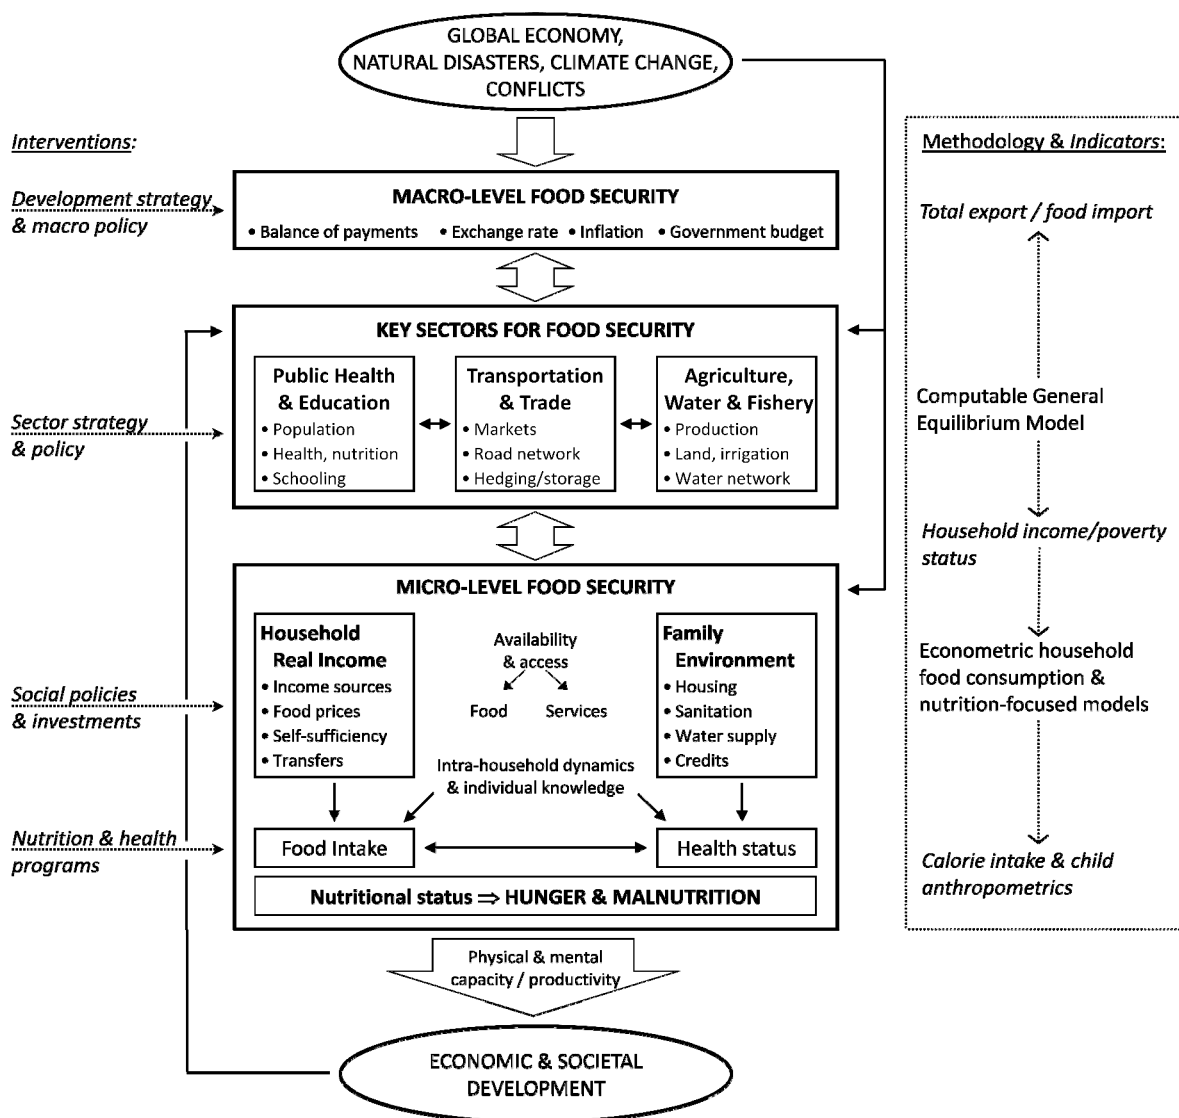 GLOBAL ECONOMY,
NATURAL DISASTERS, CLIMATE CHANGE,
CONFLICTS
Interventions:
Development strategy
& macro policy
Sector strategy
& policy
Social policies
& investments
Nutrition & health
programs
MACRO-LEVEL FOOD SECURITY
• Balance of payments • Exchange rate • Inflation • Government budget
KEY SECTORS FOR FOOD SECURITY
Public Health
& Education
• Population
• Health, nutrition
• Schooling
Transportation
& Trade
• Markets
• Road network
• Hedging/storage
Agriculture,
Water & Fishery
• Production
• Land, irrigation
• Water network
MICRO-LEVEL FOOD SECURITY
Household
Real Income
• Income sources
• Food prices
• Self-sufficiency
• Transfers
Availability
& access
Food Services
Intra-household dynamics
& individual knowledge
Family
Environment
• Housing
• Sanitation
• Water supply
• Credits
Food Intake
Health status
Nutritional status ⇒ HUNGER & MALNUTRITION
Physical & mental
capacity / productivity
ECONOMIC & SOCIETAL
DEVELOPMENT
Methodology & Indicators:
Total export / food import
Computable General
Equilibrium Model
Household income/poverty
status
Econometric household
food consumption &
nutrition-focused models
Calorie intake & child
anthropometrics